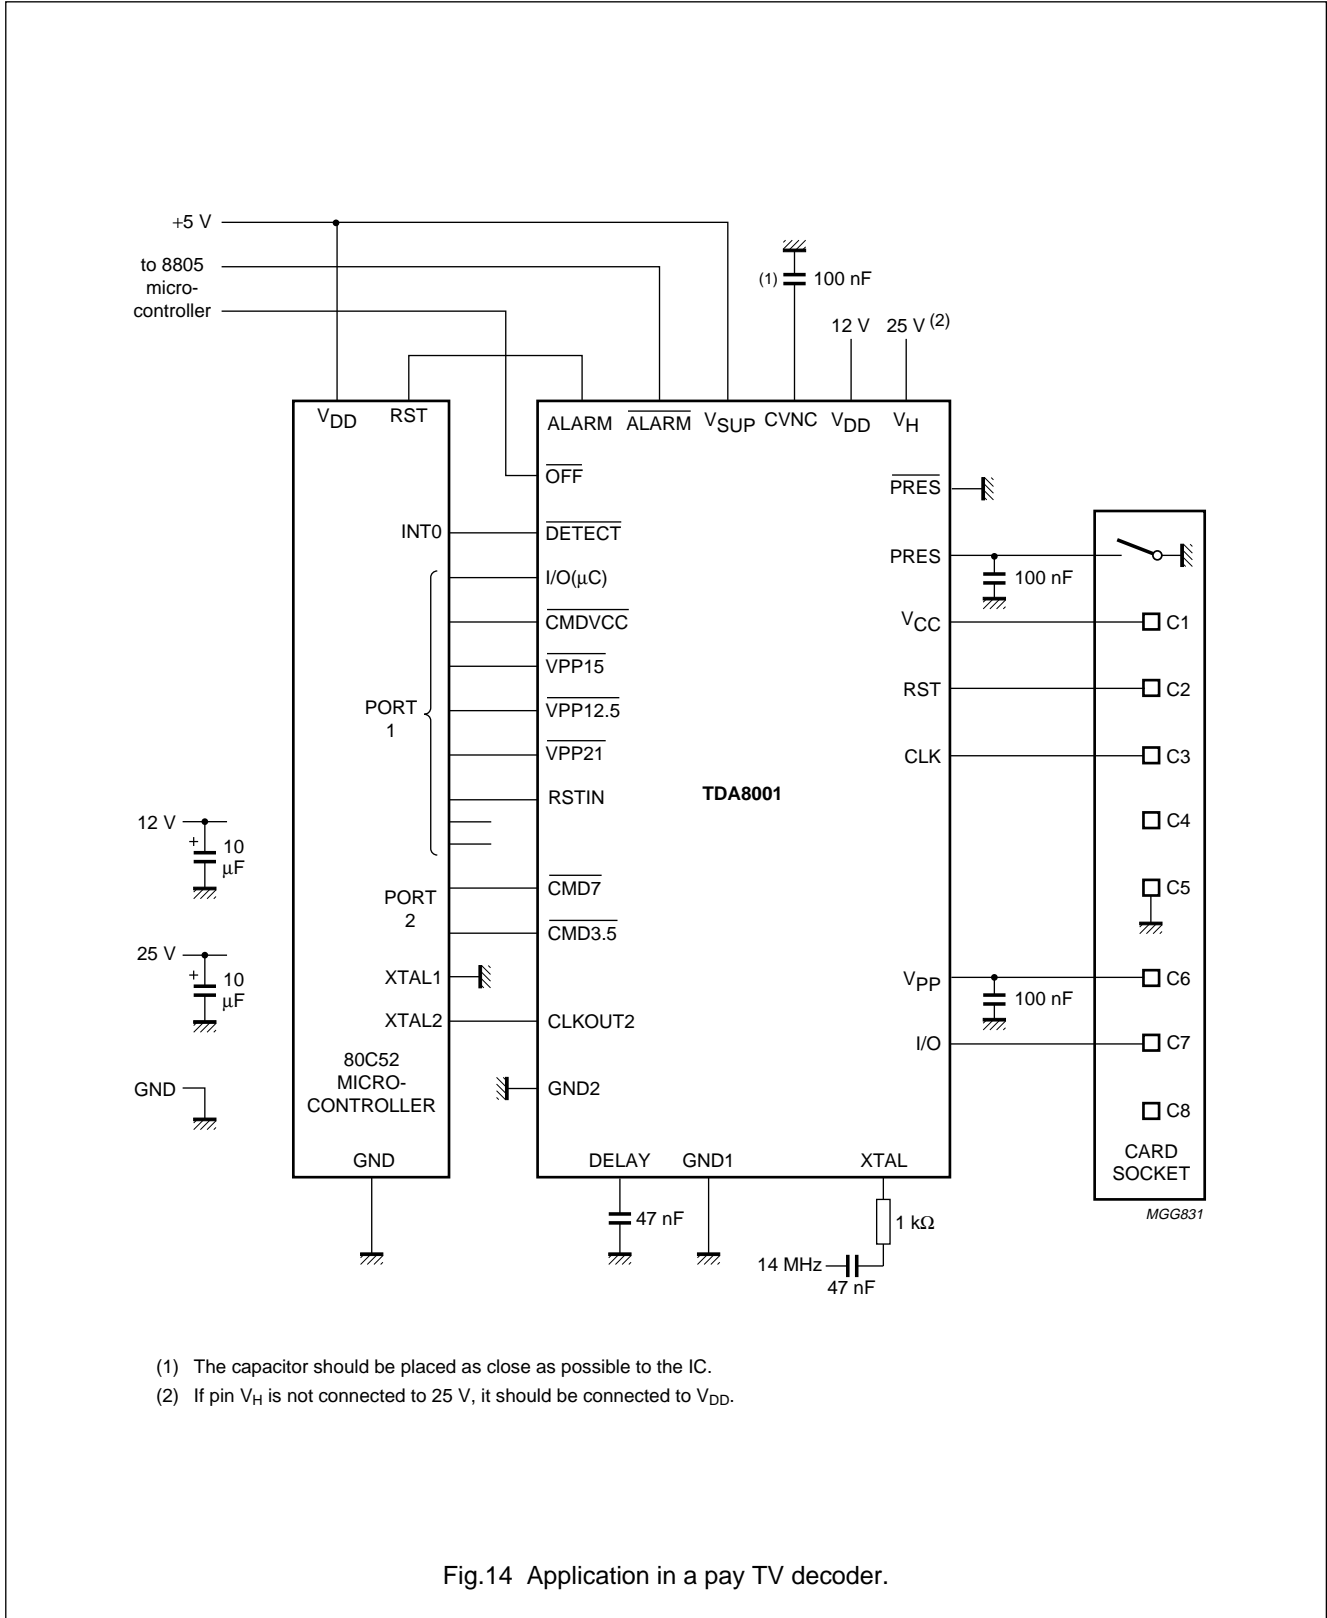 +5 V
to 8805
micro-
controller
(1)
100 nF
12 V
25 V (2)
VDD
RST
ALARM
ALARM
VSUP
CVNC
VDD
VH
OFF
PRES
INT0
DETECT
PRES
100 nF
I/O(μC)
CMDVCC
VCC
C1
VPP15
RST
C2
PORT
1
VPP12.5
VPP21
CLK
C3
RSTIN
TDA8001
12 V
+
10
μF
C4
PORT
2
CMD7
C5
CMD3.5
25 V
+
10
μF
XTAL1
VPP
100 nF
C6
XTAL2
CLKOUT2
I/O
C7
80C52
MICRO-
CONTROLLER
GND
GND2
C8
CARD
SOCKET
GND
DELAY
GND1
XTAL
MGG831
47 nF
1 kΩ
14 MHz
47 nF
(1) The capacitor should be placed as close as possible to the IC.
(2) If pin VH is not connected to 25 V, it should be connected to VDD.
Fig.14 Application in a pay TV decoder.